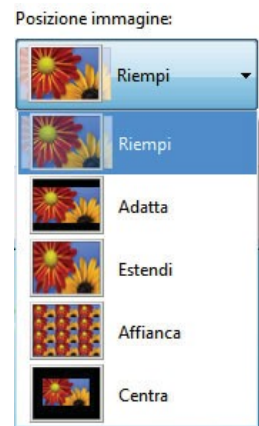 Posizione immagine:
Riempi
Riempi
Adatta
Estendi
Affianca
Centra